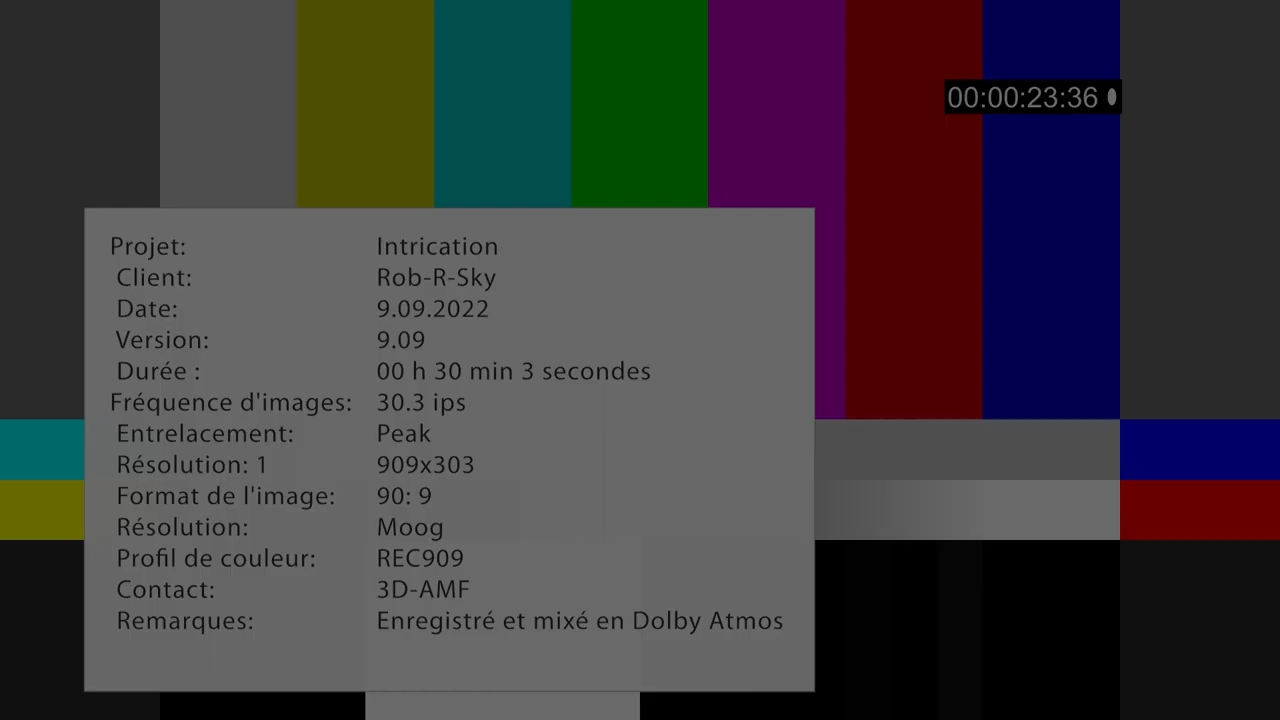 00:00:23:36
Projet: Intrication
Client: Rob-R-Sky
Date: 9.09.2022
Version: 9.09
Durée : 00 h 30 min 3 secondes
Fréquence d'images: 30.3 ips
Entrelacement: Peak
Résolution: 1 909x303
Format de l'image: 90: 9
Résolution: Moog
Profil de couleur: REC909
Contact: 3D-AMF
Remarques: Enregistré et mixé en Dolby Atmos